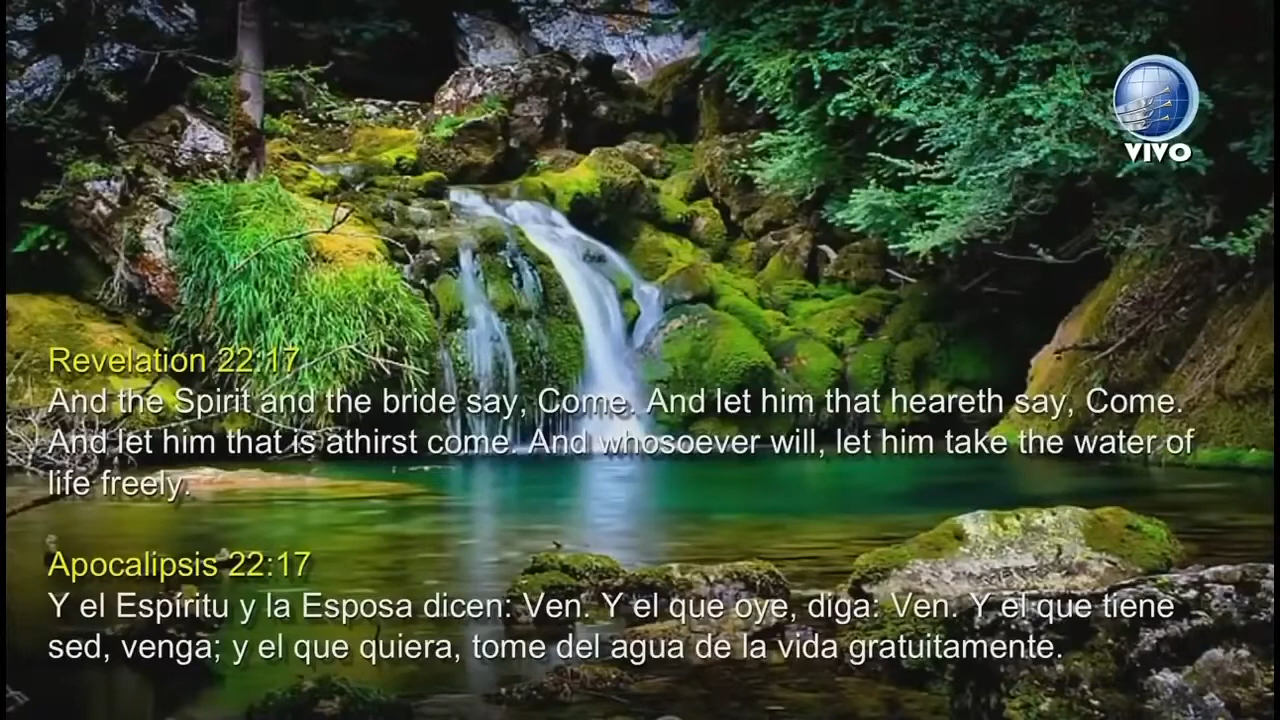 VIVO
Revelation 22:17
And the Spirit and the bride say, Come. And let him that heareth say, Come.
And let him that is athirst come. And whosoever will, let him take the water of
life freely.
Apocalipsis 22:17
Y el Espíritu y la Esposa dicen: Ven. Y el que oye, diga: Ven. Y el que tiene
sed, venga; y el que quiera, tome del agua de la vida gratuitamente.